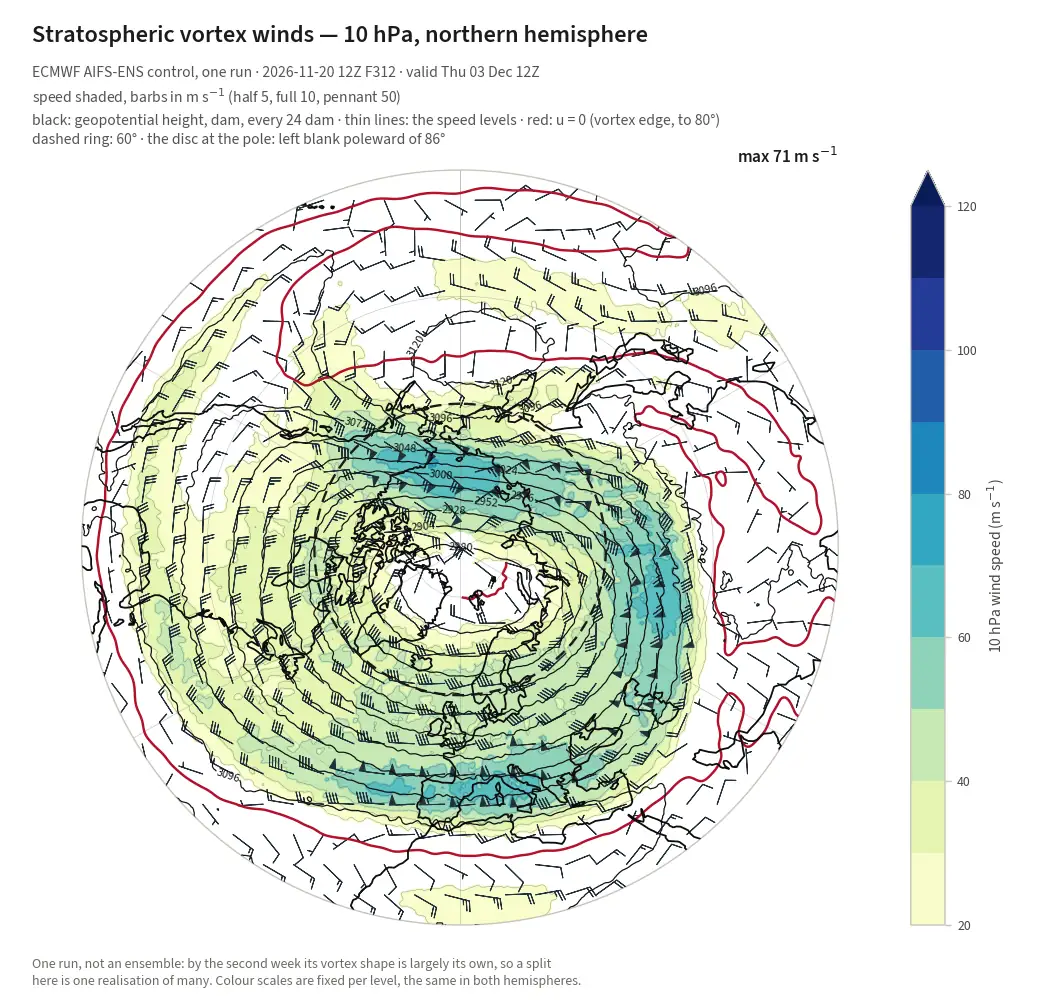 Stratospheric vortex winds — 10 hPa, northern hemisphere
ECMWF AIFS-ENS control, one run · 2026-11-20 12Z F312 · valid Thu 03 Dec 12Z
speed shaded, barbs in m s⁻¹ (half 5, full 10, pennant 50)
black: geopotential height, dam, every 24 dam · thin lines: the speed levels · red: u = 0 (vortex edge, to 80°)
dashed ring: 60° · the disc at the pole: left blank poleward of 86°
max 71 m s⁻¹
120
100
80
60
40
20
10 hPa wind speed (m s⁻¹)
3096
3120
3120
3096
3096
3048
3000
2952
2928
3096
One run, not an ensemble: by the second week its vortex shape is largely its own, so a split
here is one realisation of many. Colour scales are fixed per level, the same in both hemispheres.